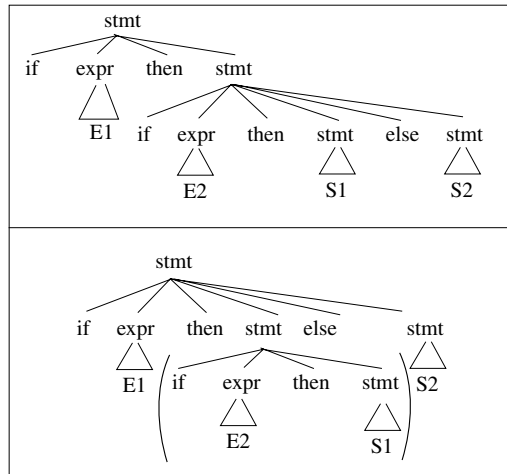 stmt
if expr then stmt
E1 if expr then stmt else stmt
E2 S1 S2
stmt
if expr then stmt else stmt
E1 if expr then stmt S2
E2 S1